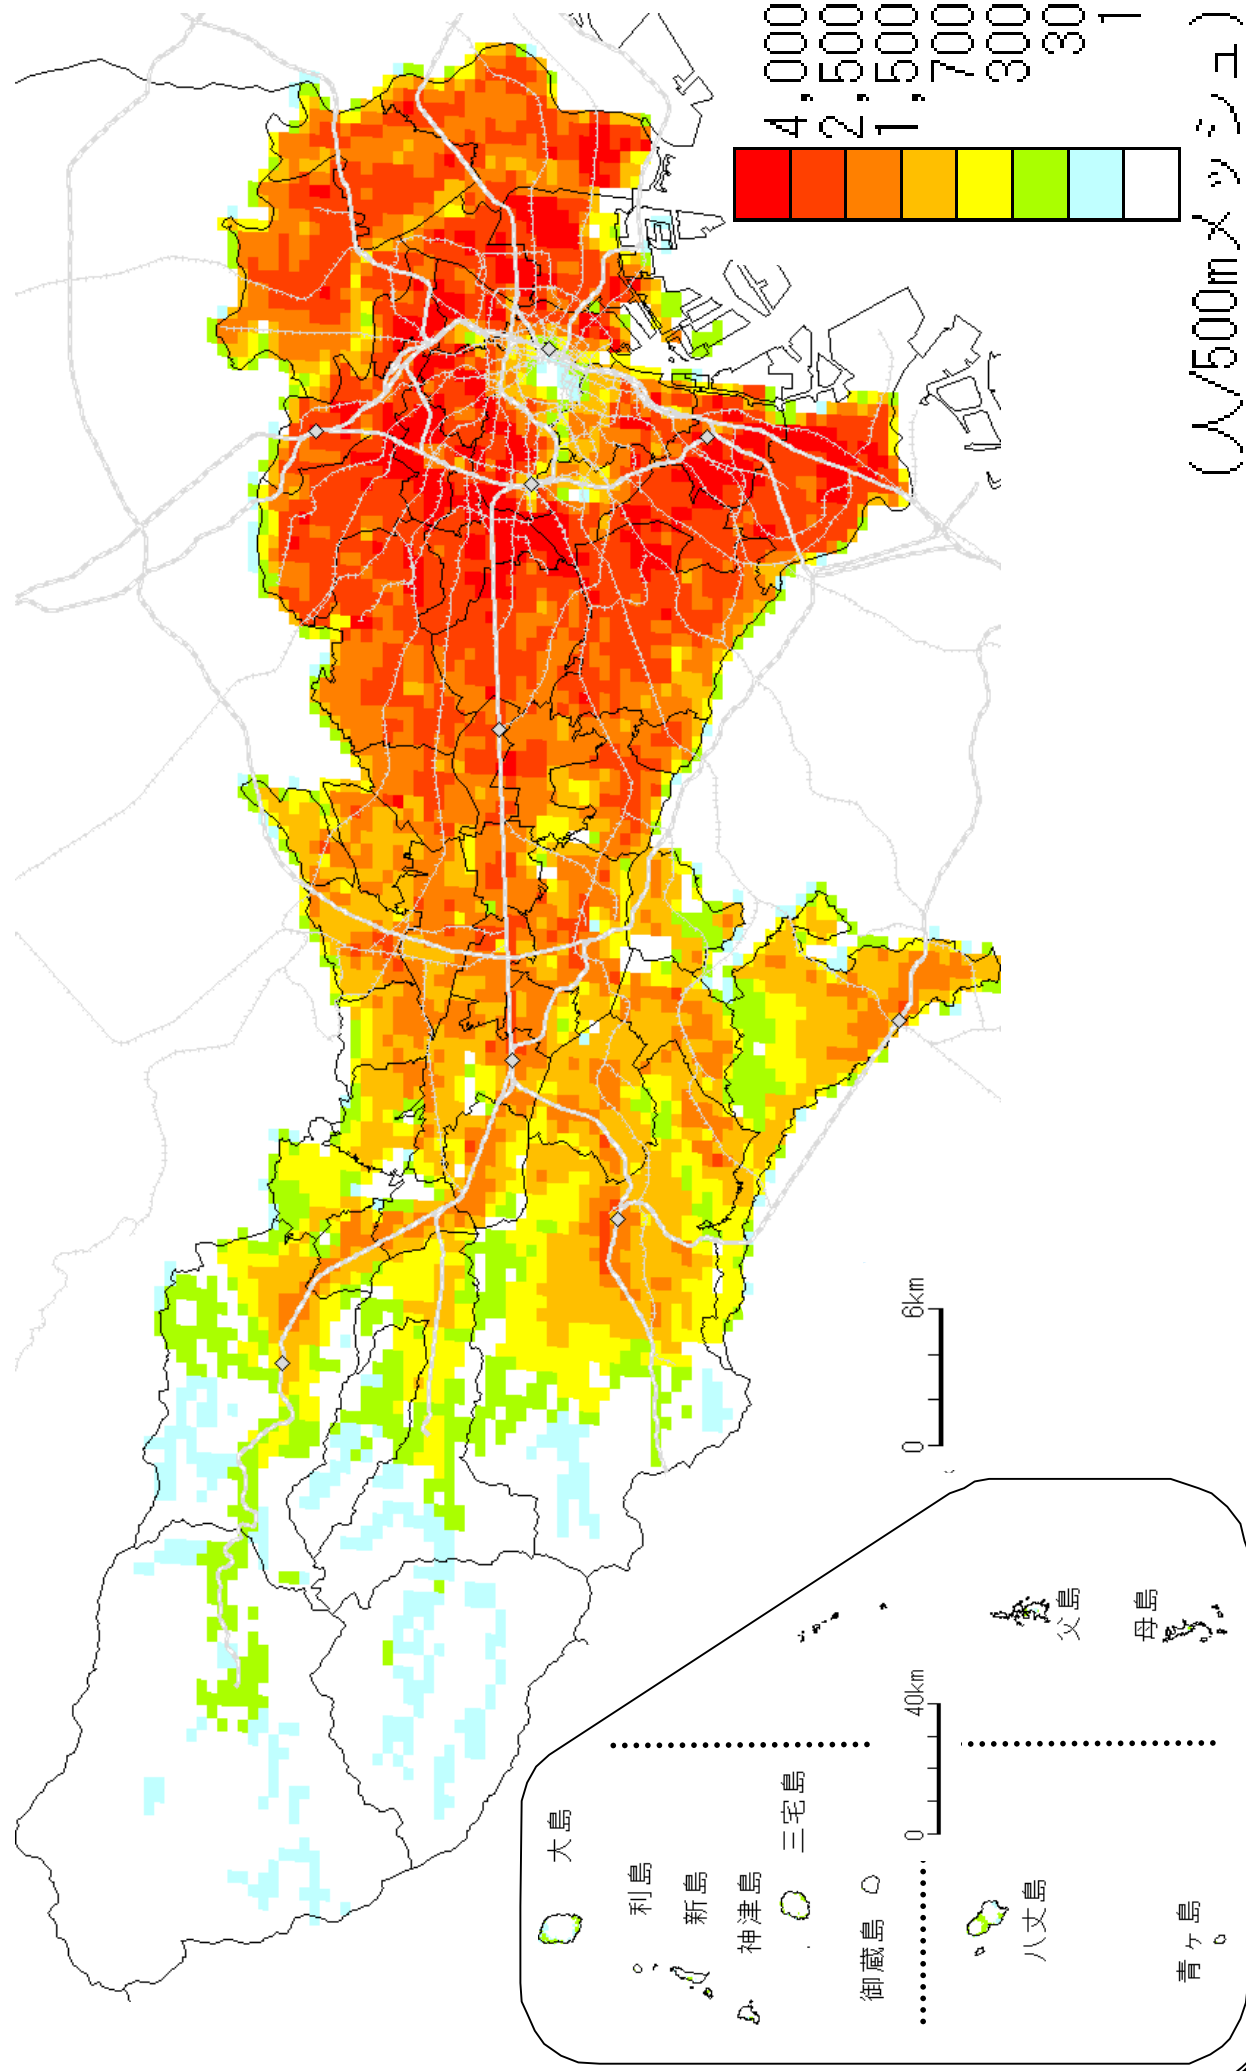 4,000
2,500
1,500
700
300
30
1
(人/500mメッシュ)
0 6km
大島
利島
新島
神津島
三宅島
御蔵島
0 40km
八丈島
青ヶ島
父島
母島